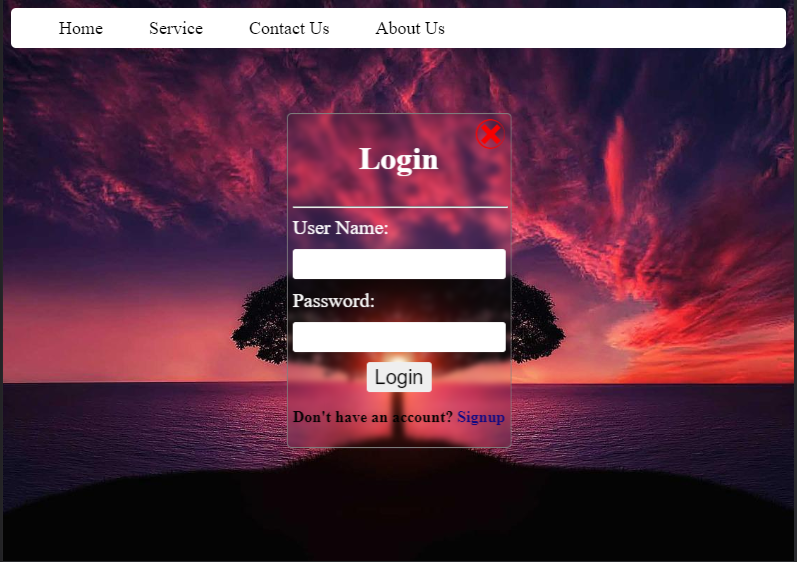 Home Service Contact Us About Us
Login
User Name:
Password:
Login
Don't have an account? Signup